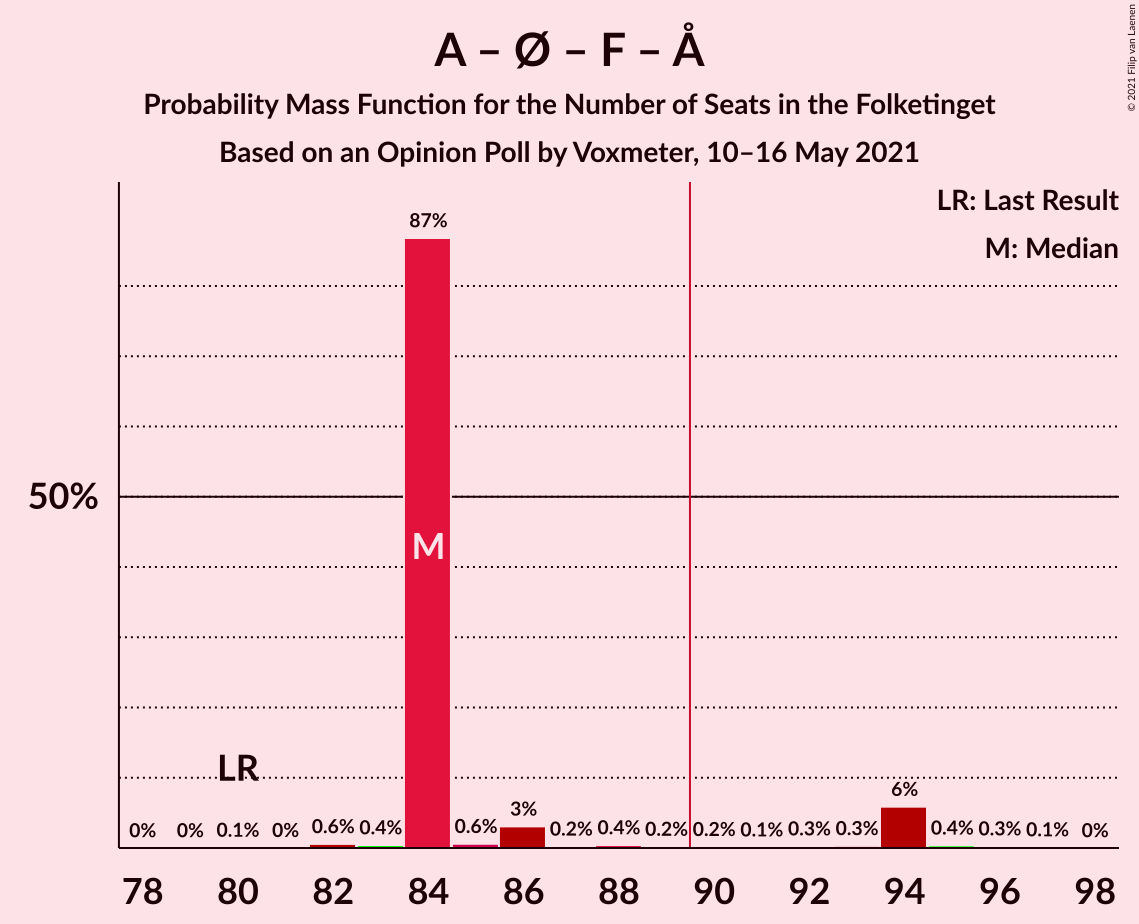 A – Ø – F – Å
Probability Mass Function for the Number of Seats in the Folketinget
Based on an Opinion Poll by Voxmeter, 10–16 May 2021
© 2021 Filip van Laenen
LR: Last Result
M: Median
87%
50%
M
LR
0% 0% 0.1% 0% 0.6% 0.4% 0.6% 3% 0.2% 0.4% 0.2% 0.2% 0.1% 0.3% 0.3% 6% 0.4% 0.3% 0.1% 0%
78 80 82 84 86 88 90 92 94 96 98